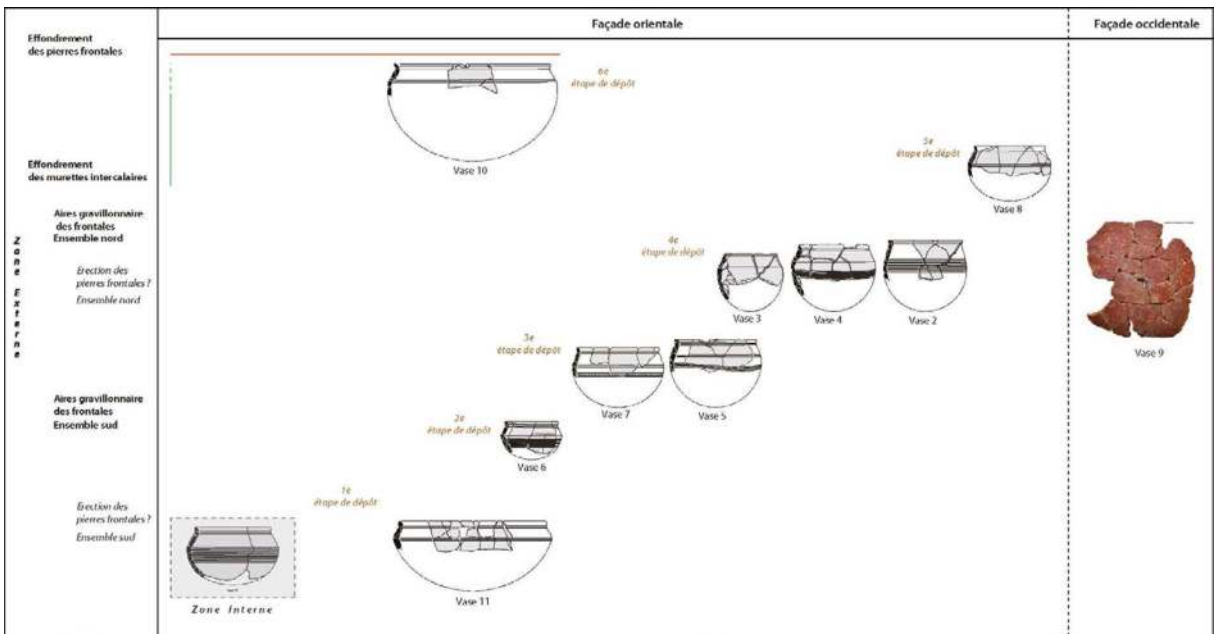 Façade orientale
Façade occidentale
Effondrement
des pierres frontales
6e
étape de dépôt
Vase 10
5e
étape de dépôt
Vase 8
Effondrement
des murettes intercalaires
Zone Externe
Aires gravillonnaire
des frontales
Ensemble nord
4e
étape de dépôt
Vase 3
Vase 4
Vase 2
Vase 9
Erection des
pierres frontales ?
Ensemble nord
3e
étape de dépôt
Vase 7
Vase 5
Aires gravillonnaire
des frontales
Ensemble sud
2e
étape de dépôt
Vase 6
Erection des
pierres frontales ?
Ensemble sud
1e
étape de dépôt
Vase 11
Zone Interne